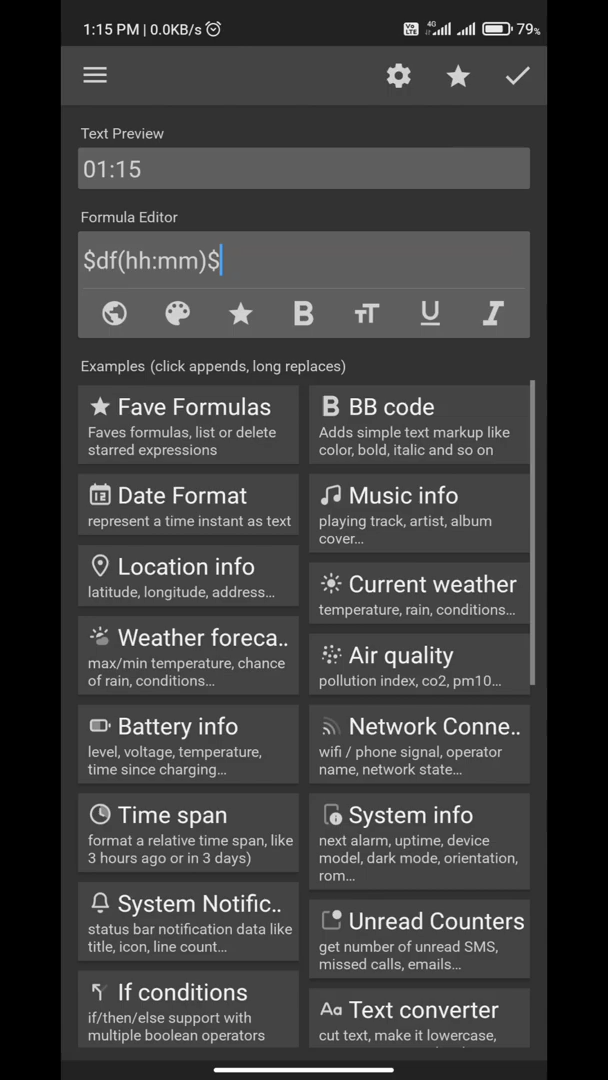 1:15 PM | 0.0KB/s
Vo LTE 4G 79%
Text Preview
01:15
Formula Editor
$df(hh:mm)$
Examples (click appends, long replaces)
Fave Formulas
Faves formulas, list or delete
starred expressions
BB code
Adds simple text markup like
color, bold, italic and so on
Date Format
represent a time instant as text
Music info
playing track, artist, album
cover...
Location info
latitude, longitude, address...
Current weather
temperature, rain, conditions...
Weather foreca..
max/min temperature, chance
of rain, conditions...
Air quality
pollution index, co2, pm10...
Battery info
level, voltage, temperature,
time since charging...
Network Conne..
wifi / phone signal, operator
name, network state...
Time span
format a relative time span, like
3 hours ago or in 3 days)
System info
next alarm, uptime, device
model, dark mode, orientation,
rom...
System Notific..
status bar notification data like
title, icon, line count...
Unread Counters
get number of unread SMS,
missed calls, emails...
If conditions
if/then/else support with
multiple boolean operators
Text converter
cut text, make it lowercase,